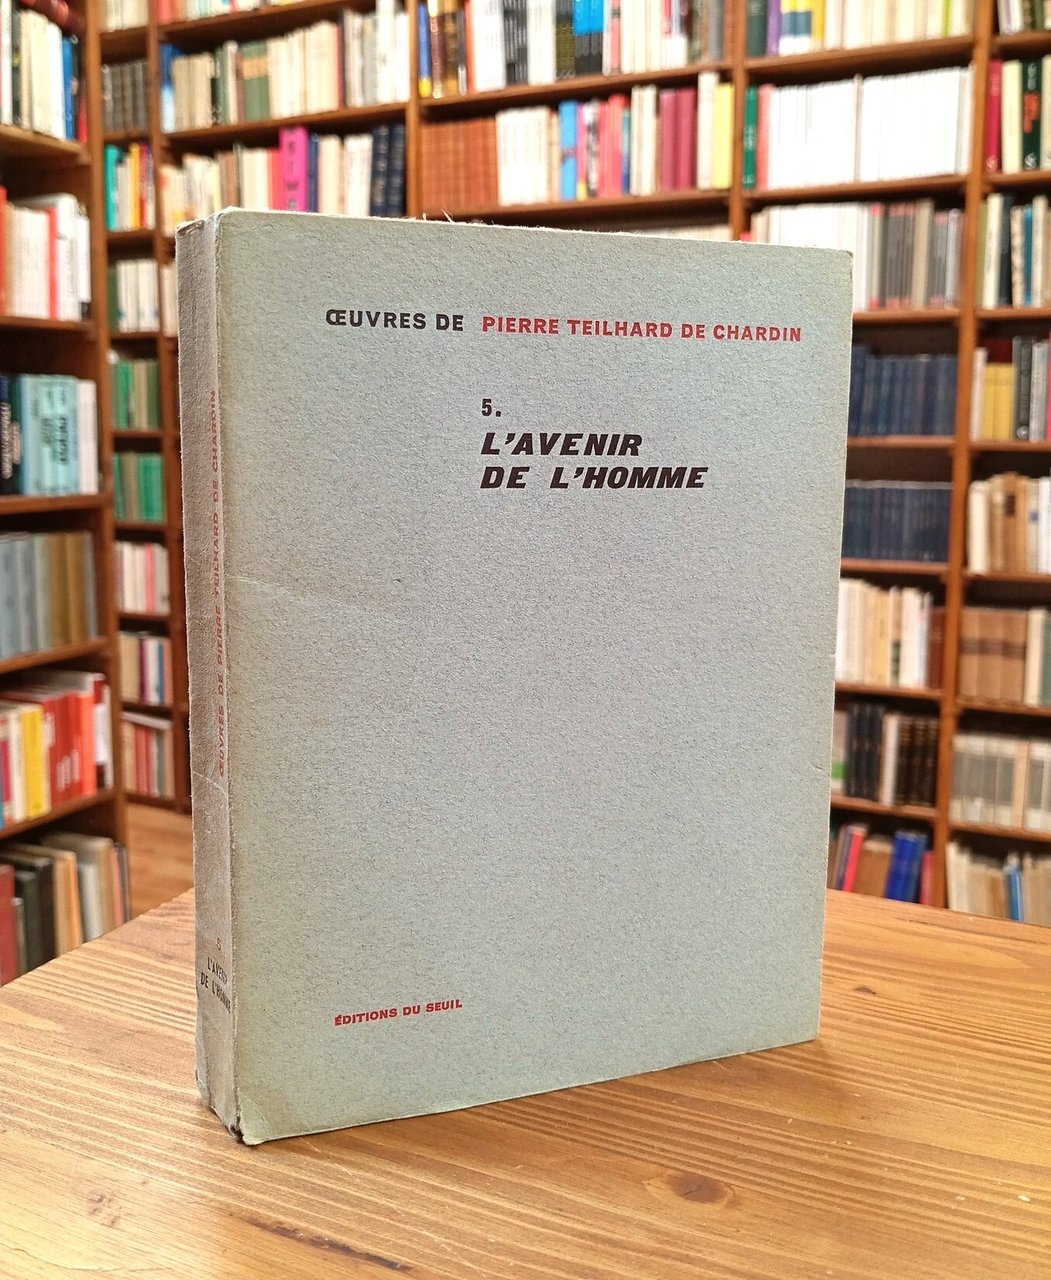 ŒUVRES DE PIERRE TEILHARD DE CHARDIN
5.
L'AVENIR
DE L'HOMME
ÉDITIONS DU SEUIL
ŒUVRES DE PIERRE TEILHARD DE CHARDIN
5
L'AVENIR
DE L'HOMME